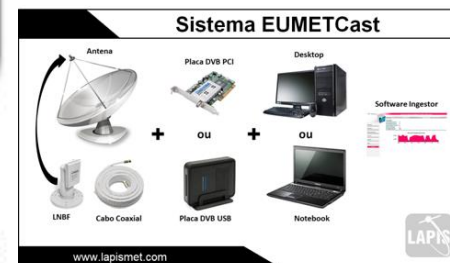 Sistema EUMETCast
Antena
Placa DVB PCI
Desktop
Software Ingestor
+
ou
+
ou
LNBF
Cabo Coaxial
Placa DVB USB
Notebook
LAPIS
www.lapismet.com